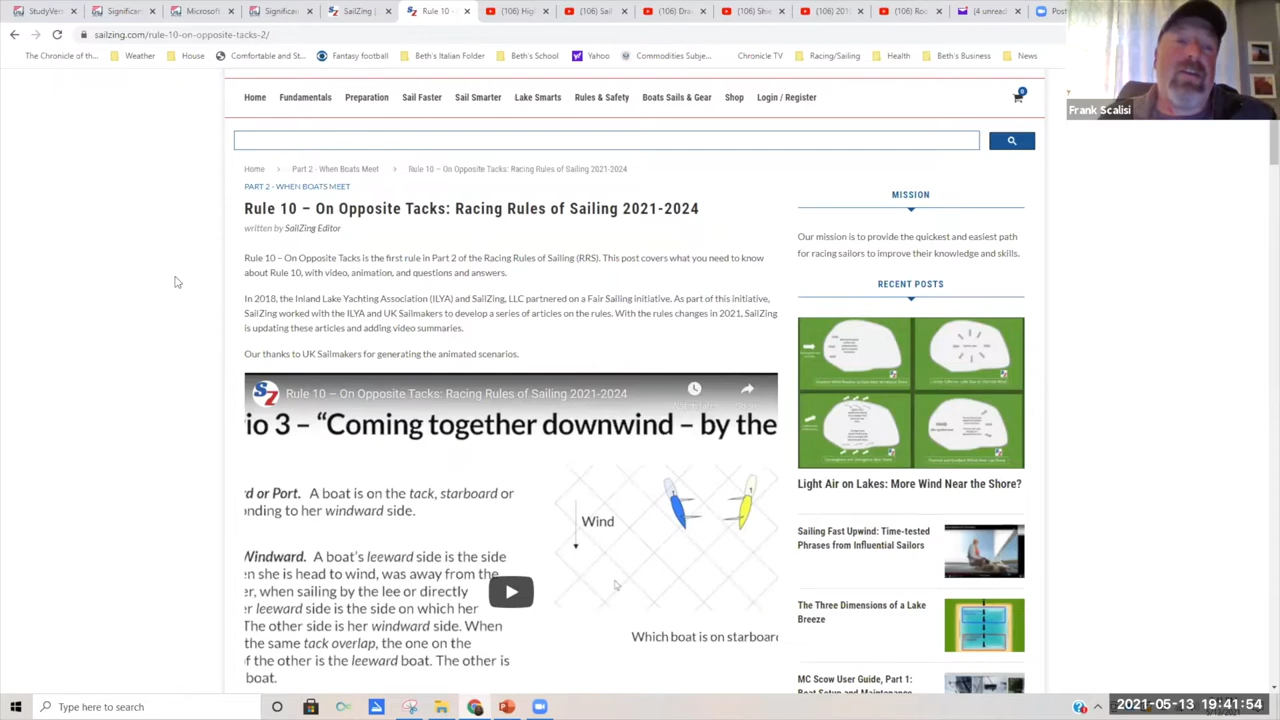 StudyVer
Significan
Microsoft
Significan
SailZing |
Rule 10 -
(106) Hig
(106) Sail
(106) Dra
(106) She
(106) 201
(106) Roc
(4 unread
Post
sailzing.com/rule-10-on-opposite-tacks-2/
The Chronicle of th...
Weather
House
Comfortable and St...
Fantasy football
Beth's Italian Folder
Beth's School
Yahoo
Commodities Subje...
Chronicle TV
Racing/Sailing
Health
Beth's Business
News
Frank Scalisi
Home Fundamentals Preparation Sail Faster Sail Smarter Lake Smarts Rules & Safety Boats Sails & Gear Shop Login / Register
0
Home > Part 2 - When Boats Meet > Rule 10 – On Opposite Tacks: Racing Rules of Sailing 2021-2024
PART 2 - WHEN BOATS MEET
Rule 10 – On Opposite Tacks: Racing Rules of Sailing 2021-2024
written by SailZing Editor
Rule 10 – On Opposite Tacks is the first rule in Part 2 of the Racing Rules of Sailing (RRS). This post covers what you need to know
about Rule 10, with video, animation, and questions and answers.
In 2018, the Inland Lake Yachting Association (ILYA) and SailZing, LLC partnered on a Fair Sailing initiative. As part of this initiative,
SailZing worked with the ILYA and UK Sailmakers to develop a series of articles on the rules. With the rules changes in 2021, SailZing
is updating these articles and adding video summaries.
Our thanks to UK Sailmakers for generating the animated scenarios.
SZ
Rule 10 – On Opposite Tacks: Racing Rules of Sailing 2021-2024
io 3 – “Coming together downwind – by the
rd or Port. A boat is on the tack, starboard or
onding to her windward side.
Windward. A boat's leeward side is the side
en she is head to wind, was away from the
er, when sailing by the lee or directly
er leeward side is the side on which her
The other side is her windward side. When
the same tack overlap, the one on the
of the other is the leeward boat. The other is
boat.
Wind
Which boat is on starboard
MISSION
Our mission is to provide the quickest and easiest path
for racing sailors to improve their knowledge and skills.
RECENT POSTS
Light Air on Lakes: More Wind Near the Shore?
Sailing Fast Upwind: Time-tested
Phrases from Influential Sailors
The Three Dimensions of a Lake
Breeze
MC Scow User Guide, Part 1:
Boat Setup and Maintenance
Type here to search
2021-05-13 19:41:54